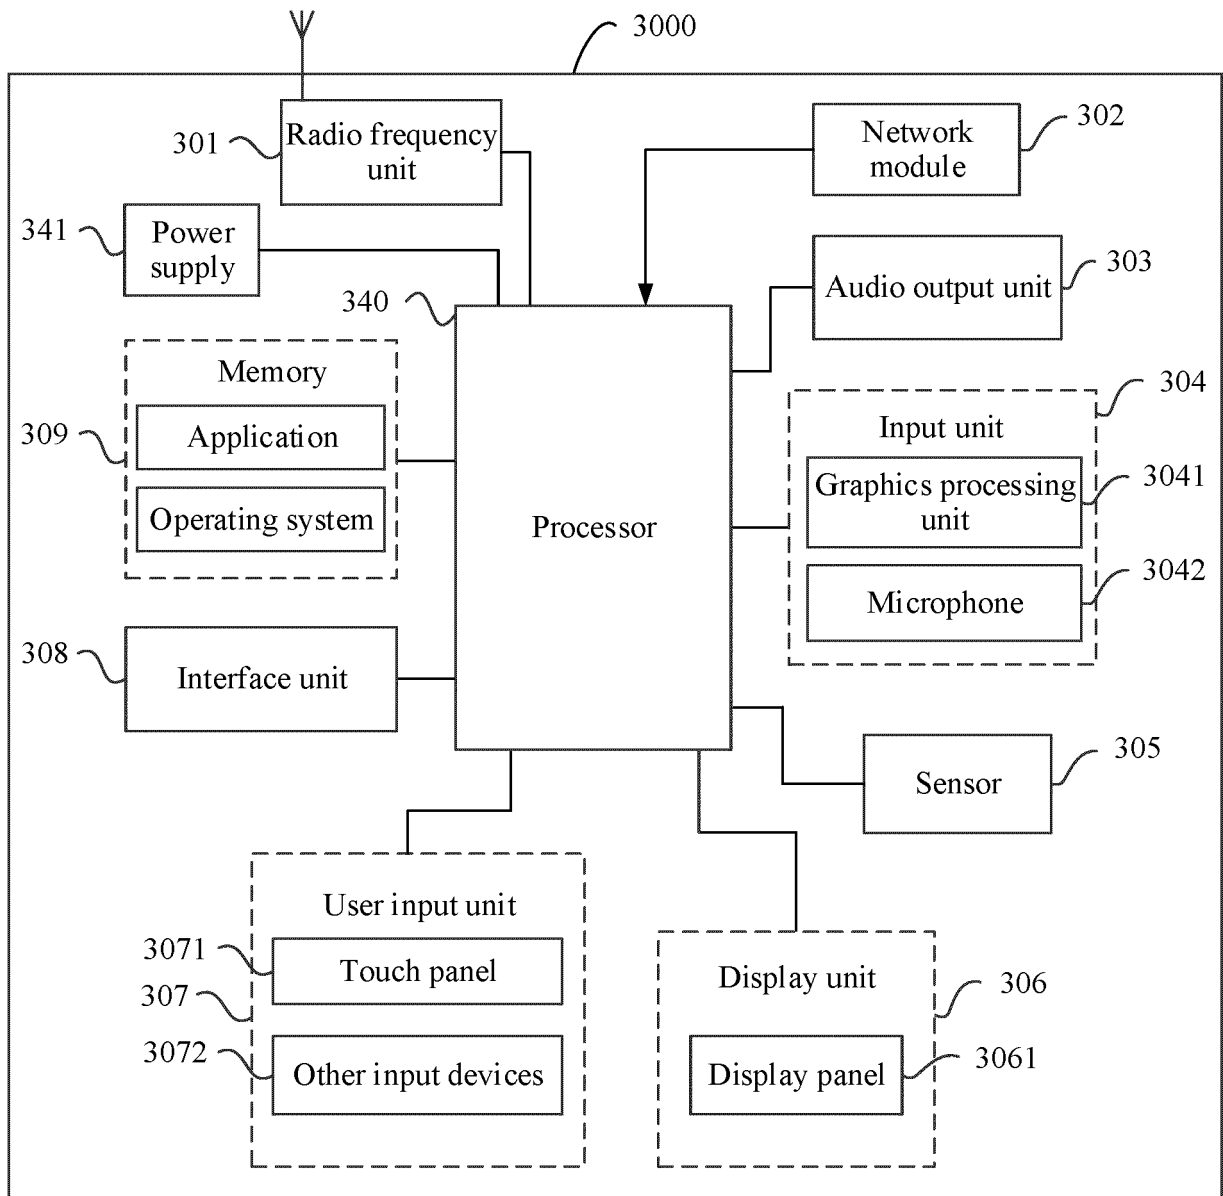 3000
301
Radio frequency
unit
Network
module
302
341
Power
supply
340
Audio output unit
303
Memory
309
Application
Operating system
Processor
304
Input unit
Graphics processing
unit
3041
Microphone
3042
308
Interface unit
Sensor
305
User input unit
3071
Touch panel
307
3072
Other input devices
Display unit
306
Display panel
3061